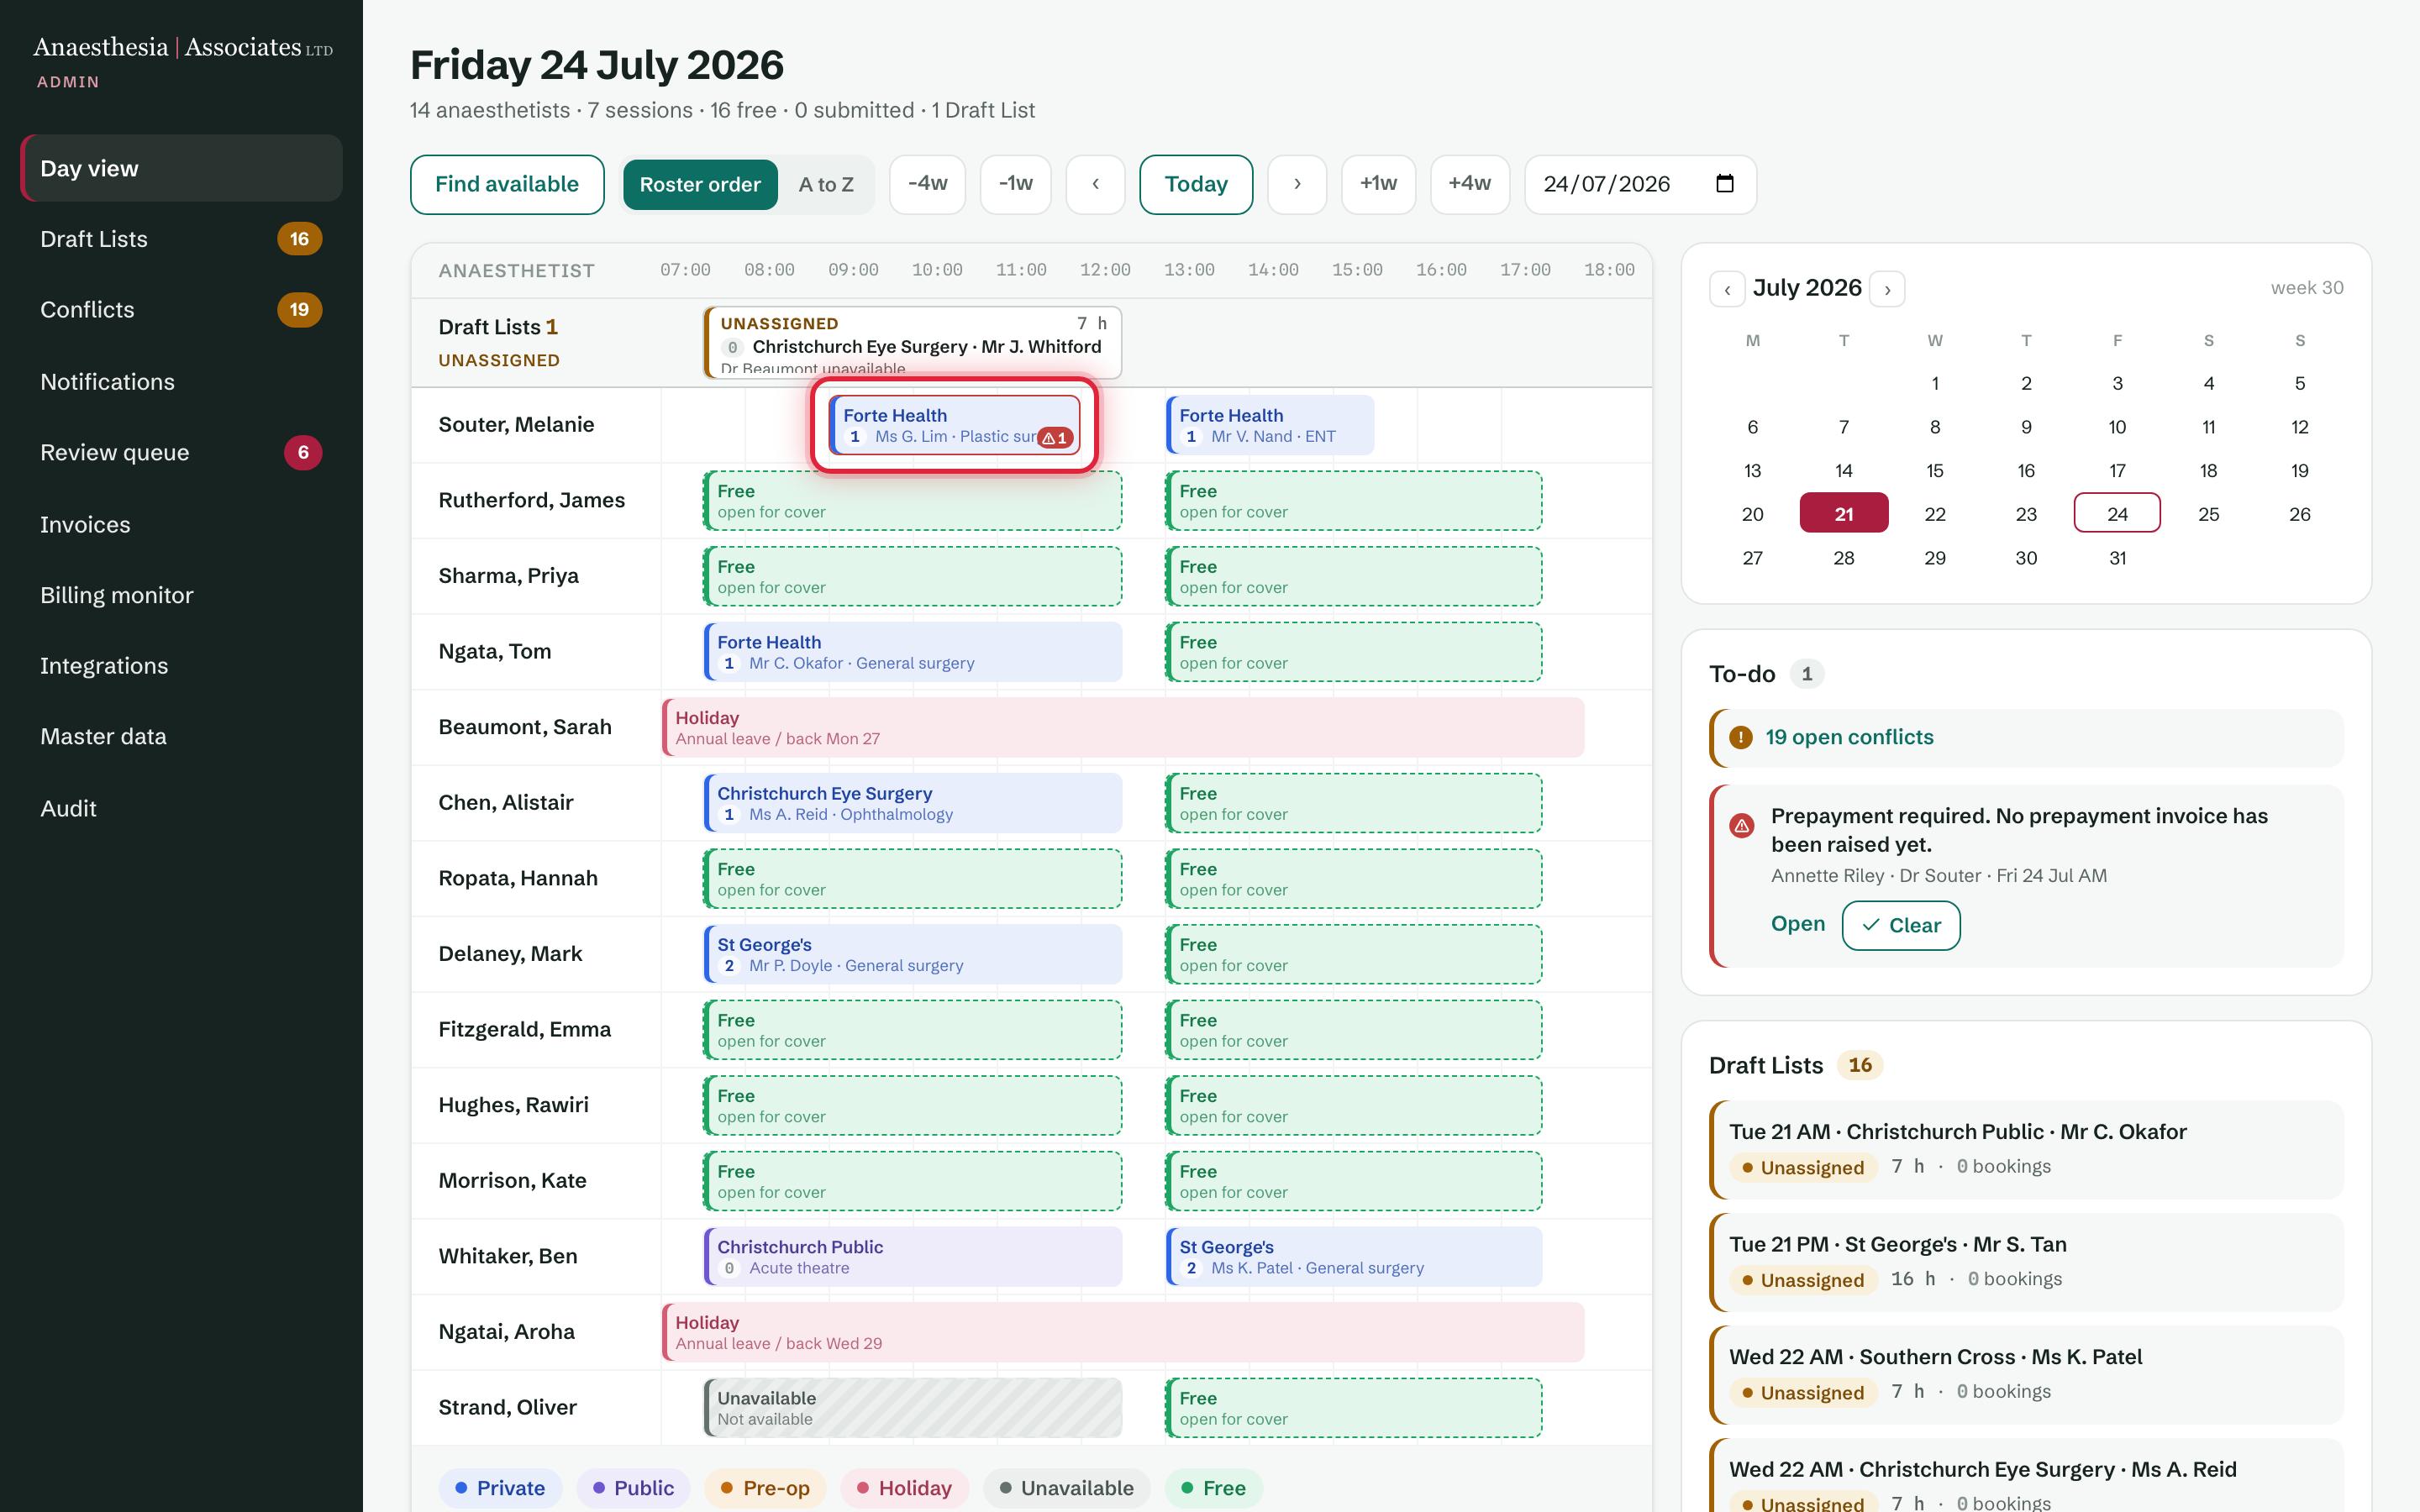 Anaesthesia | Associates LTD
ADMIN
Day view
Draft Lists 16
Conflicts 19
Notifications
Review queue 6
Invoices
Billing monitor
Integrations
Master data
Audit
Friday 24 July 2026
14 anaesthetists · 7 sessions · 16 free · 0 submitted · 1 Draft List
Find available Roster order A to Z -4w -1w ‹ Today › +1w +4w 24/07/2026
ANAESTHETIST 07:00 08:00 09:00 10:00 11:00 12:00 13:00 14:00 15:00 16:00 17:00 18:00
Draft Lists 1
UNASSIGNED
UNASSIGNED 7 h
0 Christchurch Eye Surgery · Mr J. Whitford
Dr Beaumont unavailable
Souter, Melanie
Forte Health
1 Ms G. Lim · Plastic sur 1
Forte Health
1 Mr V. Nand · ENT
Rutherford, James
Free
open for cover
Free
open for cover
Sharma, Priya
Free
open for cover
Free
open for cover
Ngata, Tom
Forte Health
1 Mr C. Okafor · General surgery
Free
open for cover
Beaumont, Sarah
Holiday
Annual leave / back Mon 27
Chen, Alistair
Christchurch Eye Surgery
1 Ms A. Reid · Ophthalmology
Free
open for cover
Ropata, Hannah
Free
open for cover
Free
open for cover
Delaney, Mark
St George's
2 Mr P. Doyle · General surgery
Free
open for cover
Fitzgerald, Emma
Free
open for cover
Free
open for cover
Hughes, Rawiri
Free
open for cover
Free
open for cover
Morrison, Kate
Free
open for cover
Free
open for cover
Whitaker, Ben
Christchurch Public
0 Acute theatre
St George's
2 Ms K. Patel · General surgery
Ngatai, Aroha
Holiday
Annual leave / back Wed 29
Strand, Oliver
Unavailable
Not available
Free
open for cover
Private Public Pre-op Holiday Unavailable Free
‹ July 2026 › week 30
M T W T F S S
1 2 3 4 5
6 7 8 9 10 11 12
13 14 15 16 17 18 19
20 21 22 23 24 25 26
27 28 29 30 31
To-do 1
! 19 open conflicts
Prepayment required. No prepayment invoice has
been raised yet.
Annette Riley · Dr Souter · Fri 24 Jul AM
Open ✓ Clear
Draft Lists 16
Tue 21 AM · Christchurch Public · Mr C. Okafor
Unassigned 7 h · 0 bookings
Tue 21 PM · St George's · Mr S. Tan
Unassigned 16 h · 0 bookings
Wed 22 AM · Southern Cross · Ms K. Patel
Unassigned 7 h · 0 bookings
Wed 22 AM · Christchurch Eye Surgery · Ms A. Reid
Unassigned 7 h · 0 bookings